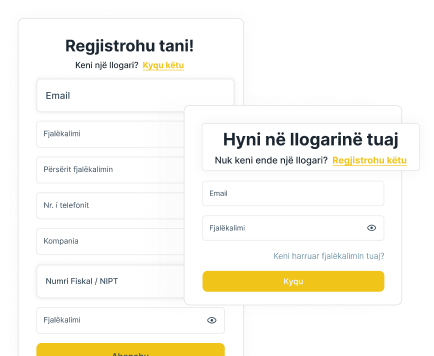 Regjistrohu tani!
Keni një llogari? Kyqu këtu
Email
Fjalëkalimi
Përsërit fjalëkalimin
Nr. i telefonit
Kompania
Numri Fiskal / NIPT
Fjalëkalimi
Hyni në llogarinë tuaj
Nuk keni ende një llogari? Regjistrohu këtu
Email
Fjalëkalimi
Keni harruar fjalëkalimin tuaj?
Kyqu